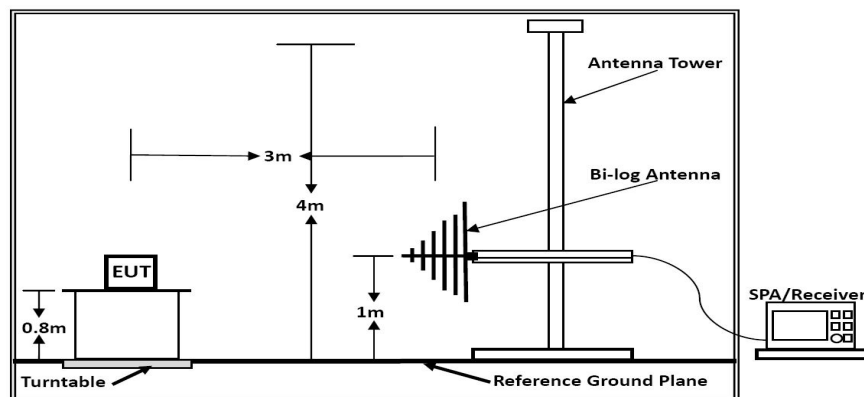 Antenna Tower
3m
Bi-log Antenna
4m
EUT
SPA/Receiver
0.8m
1m
Turntable
Reference Ground Plane